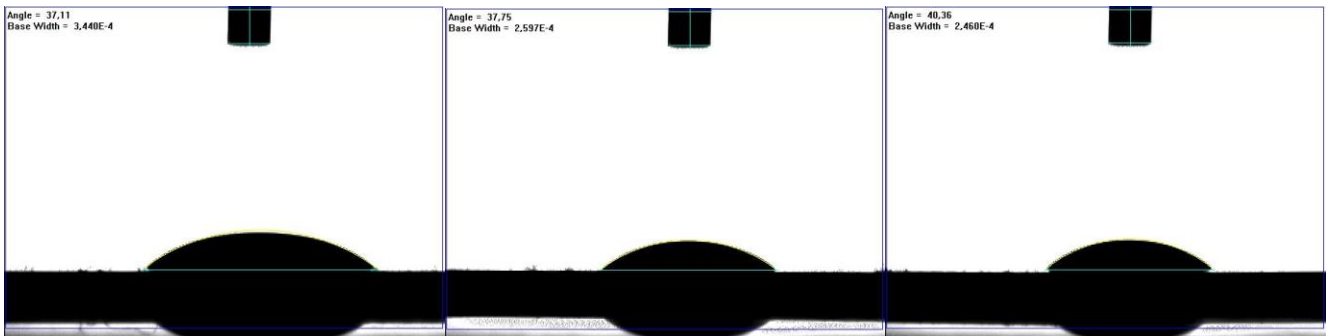 Angle = 37,11
Base Width = 3,440E-4
Angle = 37,75
Base Width = 2,597E-4
Angle = 40,36
Base Width = 2,460E-4